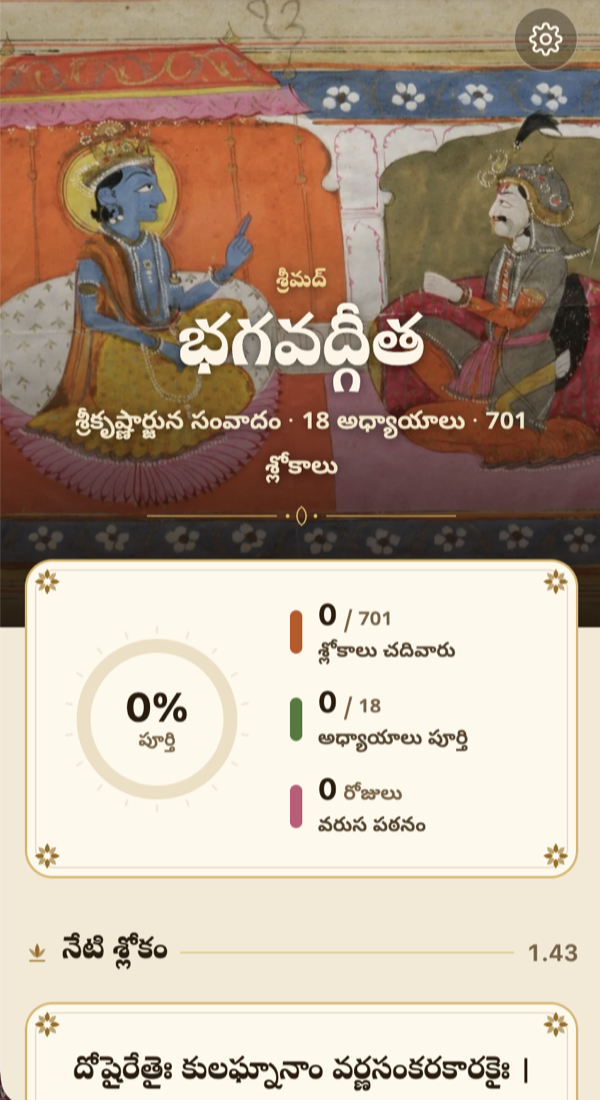 శ్రీమద్
భగవద్గీత
శ్రీకృష్ణార్జున సంవాదం · 18 అధ్యాయాలు · 701
శ్లోకాలు
0%
పూర్తి
0 / 701
శ్లోకాలు చదివారు
0 / 18
అధ్యాయాలు పూర్తి
0 రోజులు
వరుస పఠనం
నేటి శ్లోకం 1.43
దోషైరేతైః కులఘ్నానాం వర్ణసంకరకారకైః |